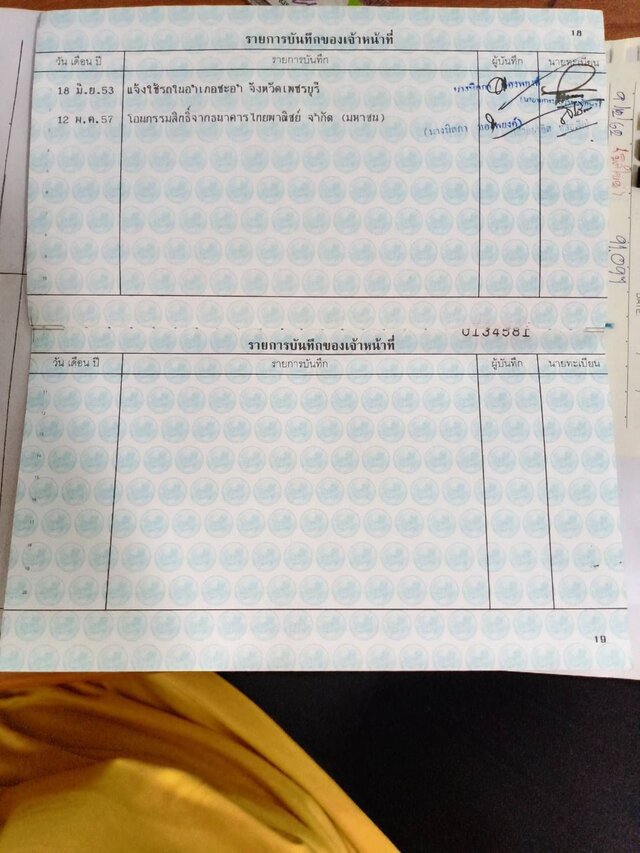 18
รายการบันทึกของเจ้าหน้าที่
วัน เดือน ปี รายการบันทึก ผู้บันทึก นายทะเบียน
18 มิ.ย.53 แจ้งใช้รถในอำเภอชะอำ จังหวัดเพชรบุรี
12 พ.ค.57 โอนกรรมสิทธิ์จากธนาคารไทยพาณิชย์ จำกัด (มหาชน)
0134581
รายการบันทึกของเจ้าหน้าที่
วัน เดือน ปี รายการบันทึก ผู้บันทึก นายทะเบียน
19